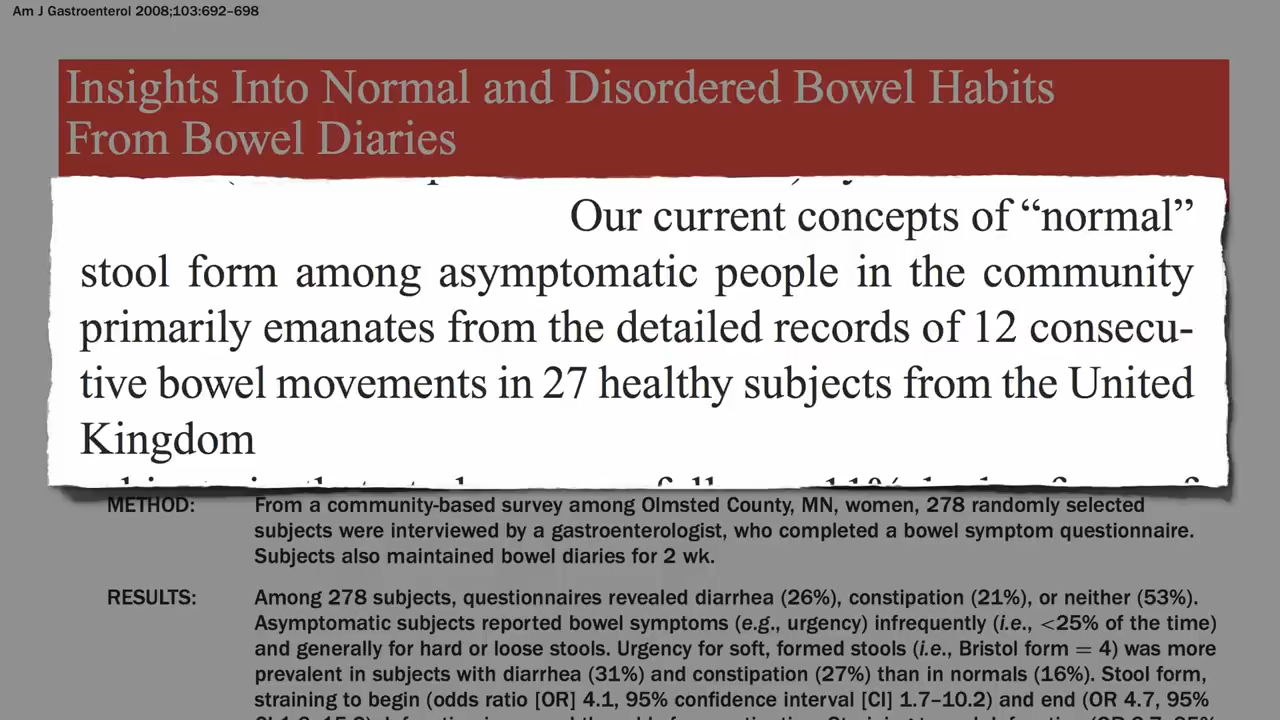 Am J Gastroenterol 2008;103:692–698
Insights Into Normal and Disordered Bowel Habits
From Bowel Diaries
Our current concepts of “normal”
stool form among asymptomatic people in the community
primarily emanates from the detailed records of 12 consecu-
tive bowel movements in 27 healthy subjects from the United
Kingdom
METHOD: From a community-based survey among Olmsted County, MN, women, 278 randomly selected
subjects were interviewed by a gastroenterologist, who completed a bowel symptom questionnaire.
Subjects also maintained bowel diaries for 2 wk.
RESULTS: Among 278 subjects, questionnaires revealed diarrhea (26%), constipation (21%), or neither (53%).
Asymptomatic subjects reported bowel symptoms (e.g., urgency) infrequently (i.e., <25% of the time)
and generally for hard or loose stools. Urgency for soft, formed stools (i.e., Bristol form = 4) was more
prevalent in subjects with diarrhea (31%) and constipation (27%) than in normals (16%). Stool form,
straining to begin (odds ratio [OR] 4.1, 95% confidence interval [CI] 1.7–10.2) and end (OR 4.7, 95%